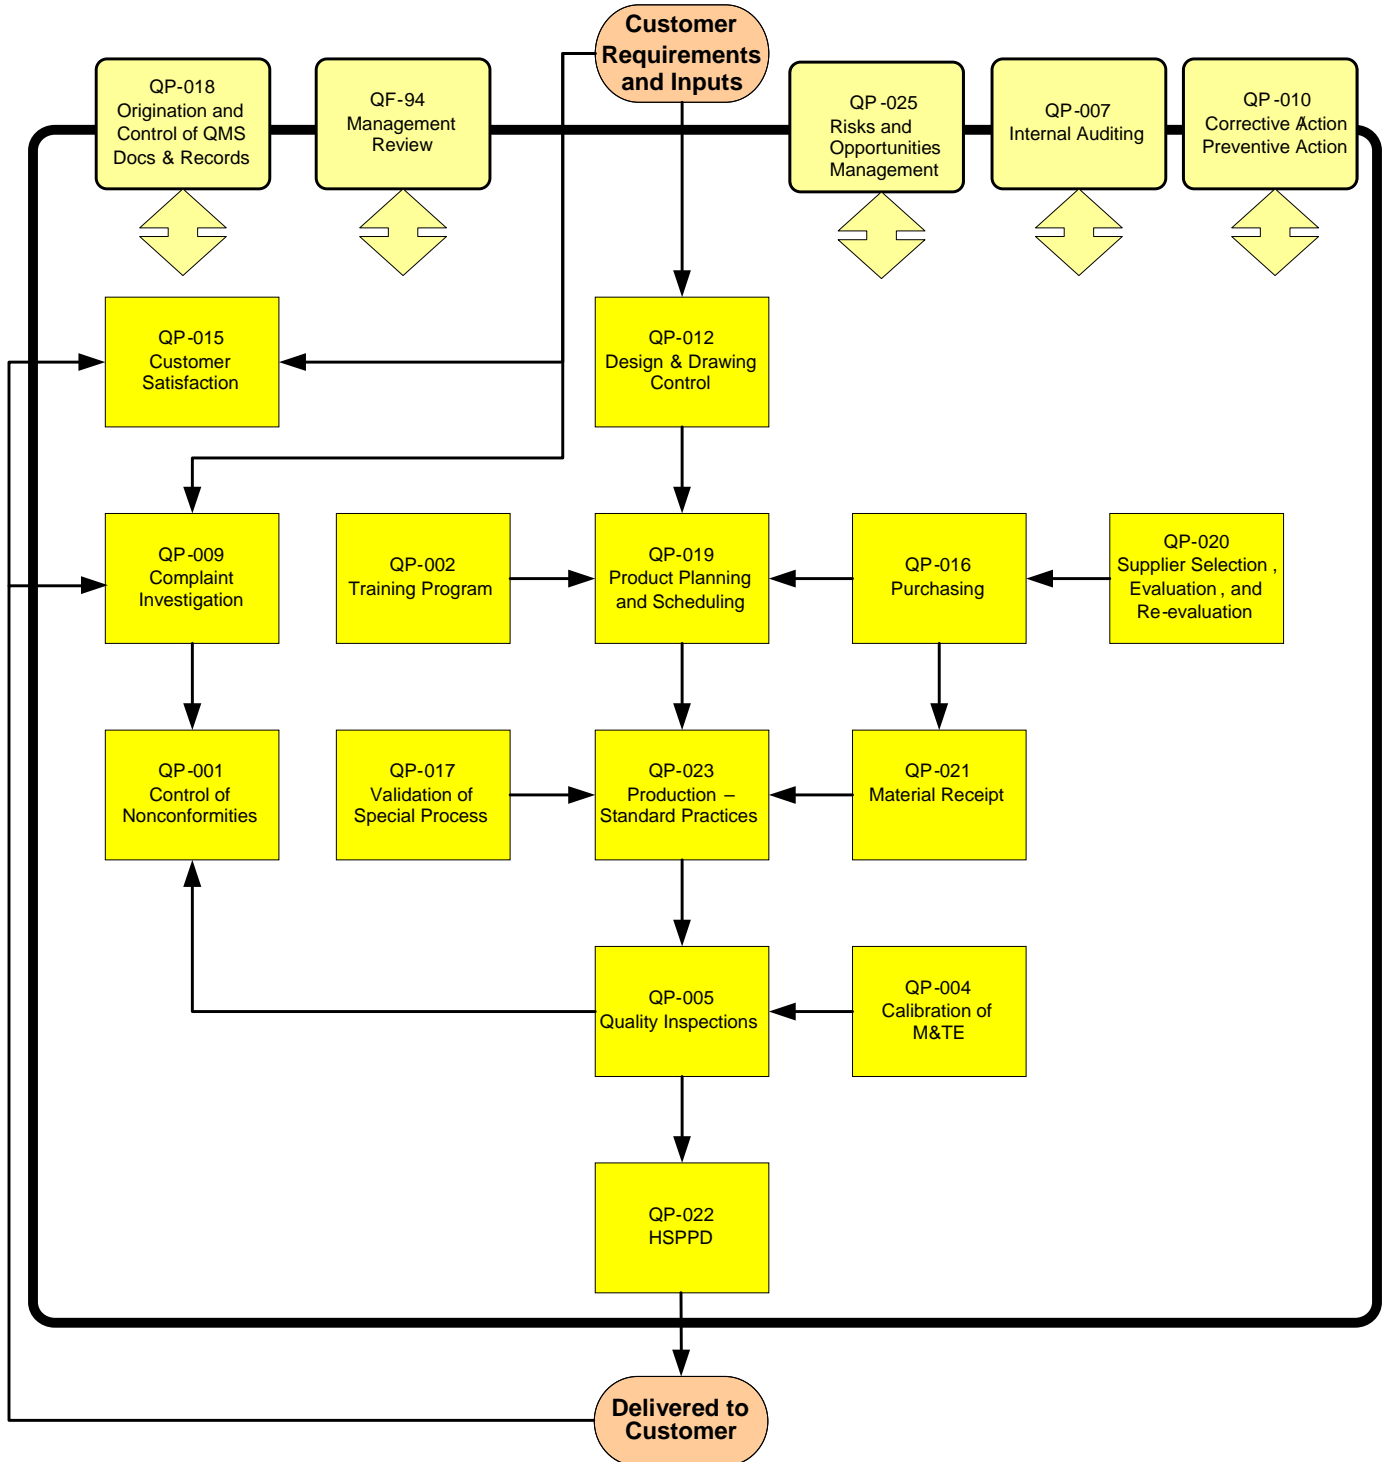 Customer
Requirements
and Inputs
QP-018
Origination and
Control of QMS
Docs & Records
QF-94
Management
Review
QP-025
Risks and
Opportunities
Management
QP-007
Internal Auditing
QP-010
Corrective Action
Preventive Action
QP-015
Customer
Satisfaction
QP-012
Design & Drawing
Control
QP-009
Complaint
Investigation
QP-002
Training Program
QP-019
Product Planning
and Scheduling
QP-016
Purchasing
QP-020
Supplier Selection,
Evaluation, and
Re-evaluation
QP-001
Control of
Nonconformities
QP-017
Validation of
Special Process
QP-023
Production –
Standard Practices
QP-021
Material Receipt
QP-005
Quality Inspections
QP-004
Calibration of
M&TE
QP-022
HSPPD
Delivered to
Customer